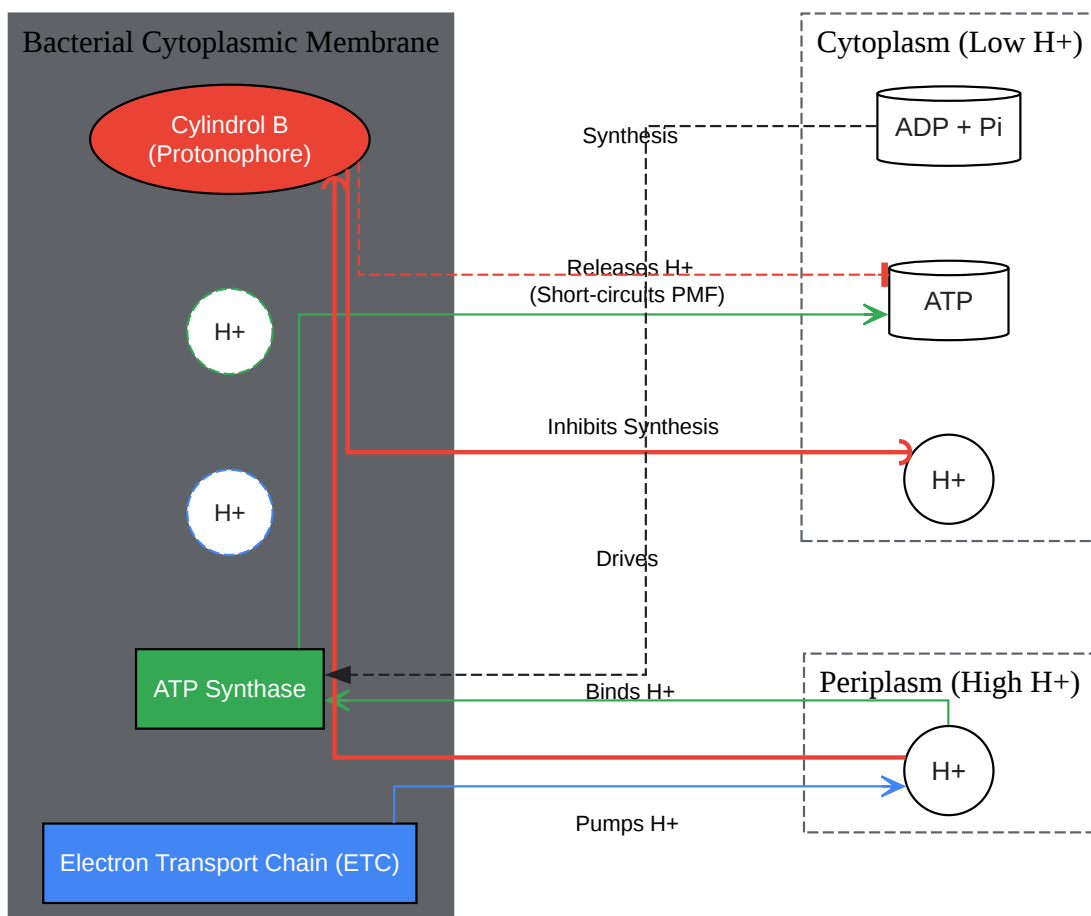 Bacterial Cytoplasmic Membrane
Cytoplasm (Low H+)
Cylindrol B
(Protonophore)
Synthesis
ADP + Pi
Releases H+
(Short-circuits PMF)
ATP
H+
Inhibits Synthesis
H+
H+
Drives
ATP Synthase
Binds H+
Periplasm (High H+)
H+
Pumps H+
Electron Transport Chain (ETC)